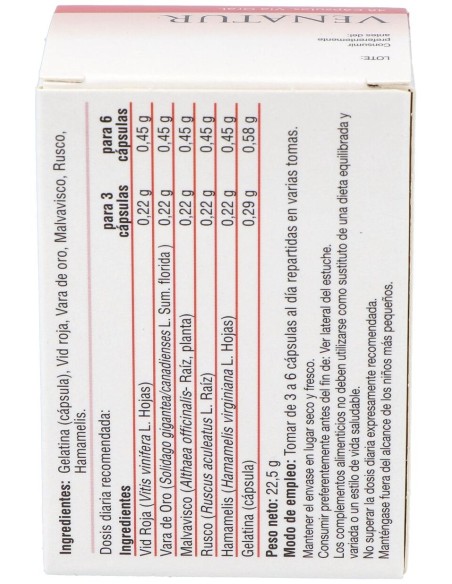 48 cápsulas. Vía Oral
VENATUR
Consumir
preferentemente
antes del:
LOTE:
Ingredientes: Gelatina (cápsula), Vid roja, Vara de oro, Malvavisco, Rusco,
Hamamelis.
Dosis diaria recomendada:
Ingredientes para 3 cápsulas para 6 cápsulas
Vid Roja (Vitis vinifera L. Hojas) 0,22 g 0,45 g
Vara de Oro (Solidago gigantea/canadienses L. Sum. florida) 0,22 g 0,45 g
Malvavisco (Althaea officinalis- Raíz, planta) 0,22 g 0,45 g
Rusco (Ruscus aculeatus L. Raíz) 0,22 g 0,45 g
Hamamelis (Hamamelis virginiana L. Hojas) 0,22 g 0,45 g
Gelatina (cápsula) 0,29 g 0,58 g
Peso neto: 22,5 g
Modo de empleo: Tomar de 3 a 6 cápsulas al día repartidas en varias tomas.
Mantener el envase en lugar seco y fresco.
Consumir preferentemente antes del fin de: Ver lateral del estuche.
Los complementos alimenticios no deben utilizarse como sustituto de una dieta equilibrada y
variada o un estilo de vida saludable.
No superar la dosis diaria expresamente recomendada.
Manténgase fuera del alcance de los niños más pequeños.